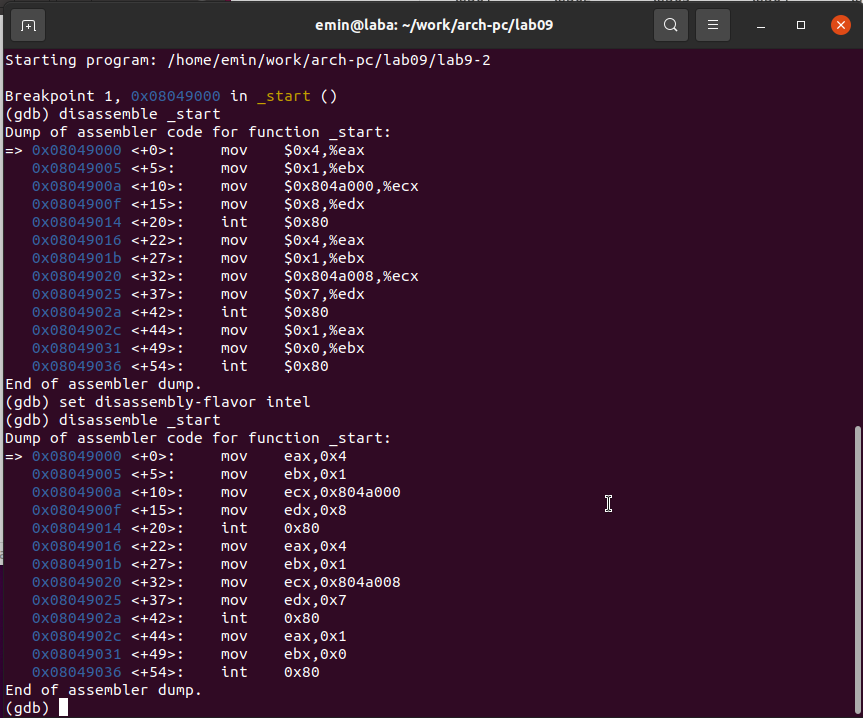 emin@laba: ~/work/arch-pc/lab09
Starting program: /home/emin/work/arch-pc/lab09/lab9-2
Breakpoint 1, 0x08049000 in _start ()
(gdb) disassemble _start
Dump of assembler code for function _start:
=> 0x08049000 <+0>:     mov    $0x4,%eax
   0x08049005 <+5>:     mov    $0x1,%ebx
   0x0804900a <+10>:    mov    $0x804a000,%ecx
   0x0804900f <+15>:    mov    $0x8,%edx
   0x08049014 <+20>:    int    $0x80
   0x08049016 <+22>:    mov    $0x4,%eax
   0x0804901b <+27>:    mov    $0x1,%ebx
   0x08049020 <+32>:    mov    $0x804a008,%ecx
   0x08049025 <+37>:    mov    $0x7,%edx
   0x0804902a <+42>:    int    $0x80
   0x0804902c <+44>:    mov    $0x1,%eax
   0x08049031 <+49>:    mov    $0x0,%ebx
   0x08049036 <+54>:    int    $0x80
End of assembler dump.
(gdb) set disassembly-flavor intel
(gdb) disassemble _start
Dump of assembler code for function _start:
=> 0x08049000 <+0>:     mov    eax,0x4
   0x08049005 <+5>:     mov    ebx,0x1
   0x0804900a <+10>:    mov    ecx,0x804a000
   0x0804900f <+15>:    mov    edx,0x8
   0x08049014 <+20>:    int    0x80
   0x08049016 <+22>:    mov    eax,0x4
   0x0804901b <+27>:    mov    ebx,0x1
   0x08049020 <+32>:    mov    ecx,0x804a008
   0x08049025 <+37>:    mov    edx,0x7
   0x0804902a <+42>:    int    0x80
   0x0804902c <+44>:    mov    eax,0x1
   0x08049031 <+49>:    mov    ebx,0x0
   0x08049036 <+54>:    int    0x80
End of assembler dump.
(gdb)